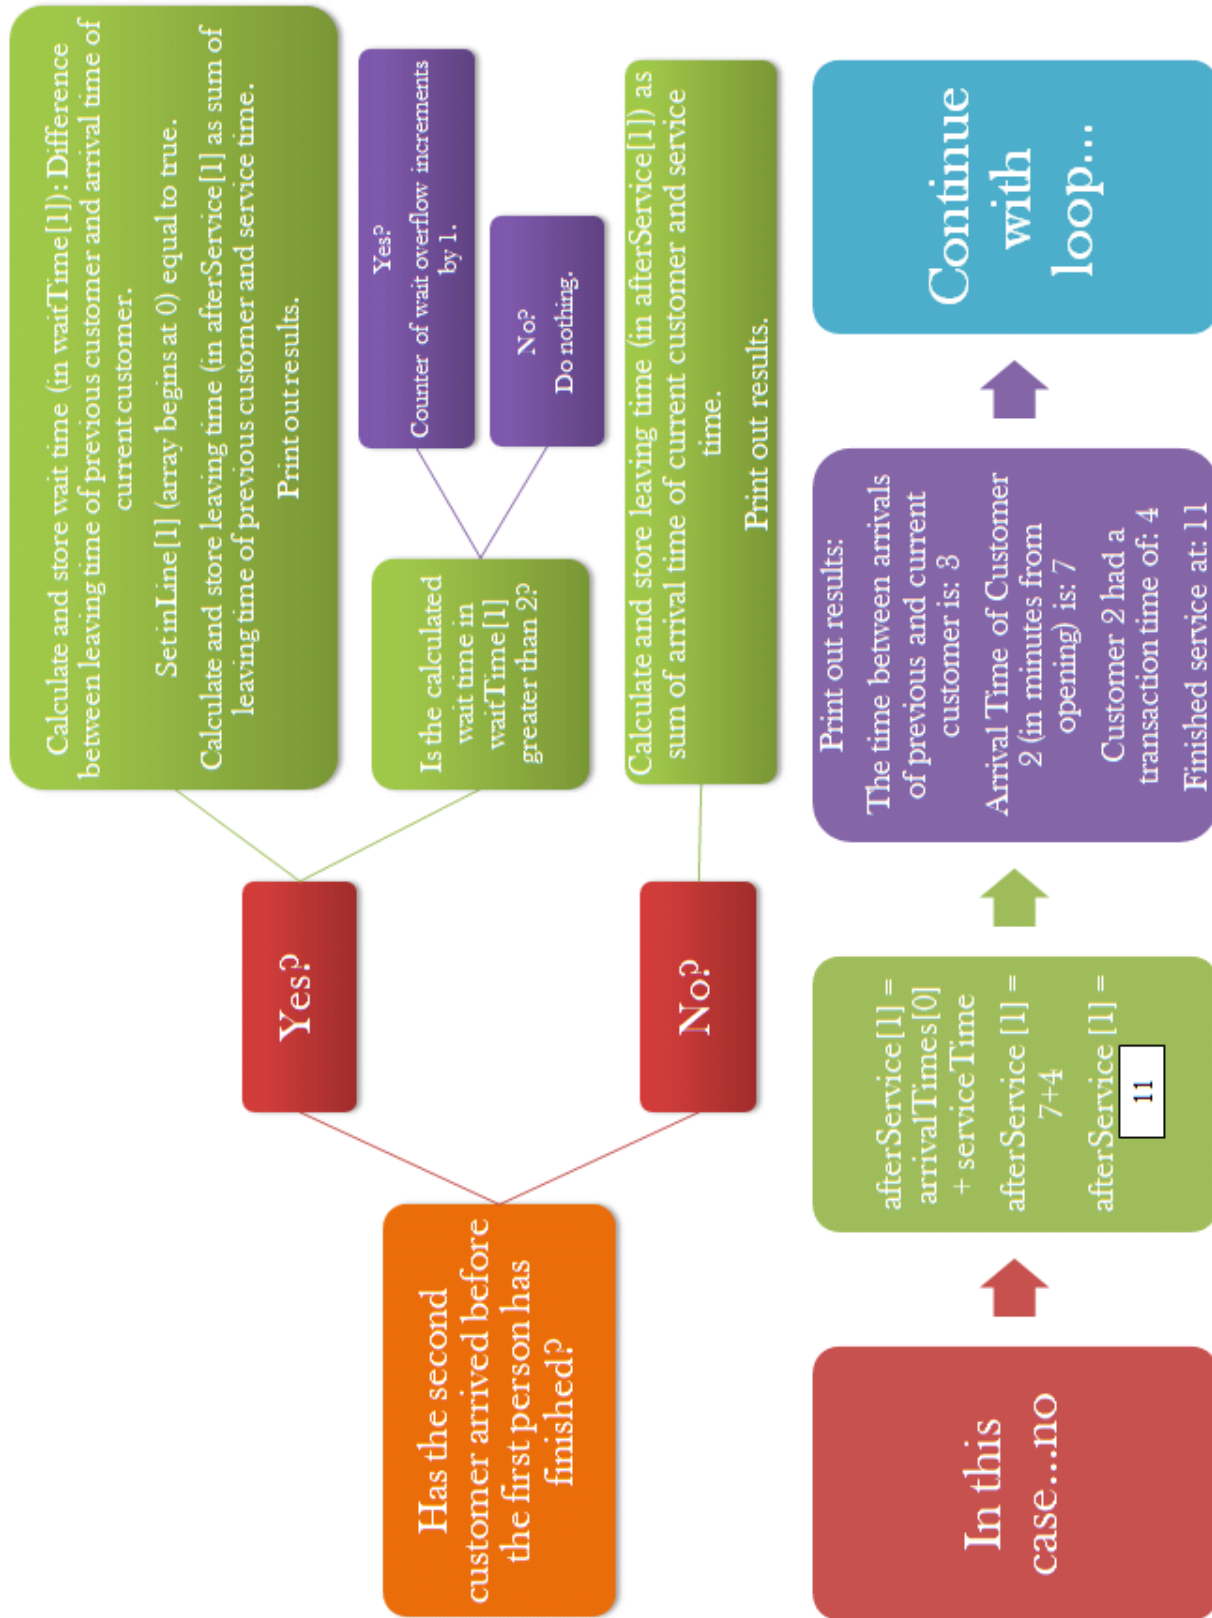 Has the second
customer arrived before
the first person has
finished?
Yes?
Calculate and store wait time (in waitTime[1]): Difference
between leaving time of previous customer and arrival time of
current customer.
Set inLine[1] (array begins at 0) equal to true.
Calculate and store leaving time (in afterService[1] as sum of
leaving time of previous customer and service time.
Print out results.
Is the calculated
wait time in
waitTime[1]
greater than 2?
Yes?
Counter of wait overflow increments
by 1.
No?
Do nothing.
No?
Calculate and store leaving time (in afterService[1]) as
sum of arrival time of current customer and service
time.
Print out results.
In this
case...no
afterService[1] =
arrivalTimes[0]
+ serviceTime
afterService [1] =
7+4
afterService [1] =
11
Print out results:
The time between arrivals
of previous and current
customer is: 3
Arrival Time of Customer
2 (in minutes from
opening) is: 7
Customer 2 had a
transaction time of: 4
Finished service at: 11
Continue
with
loop...